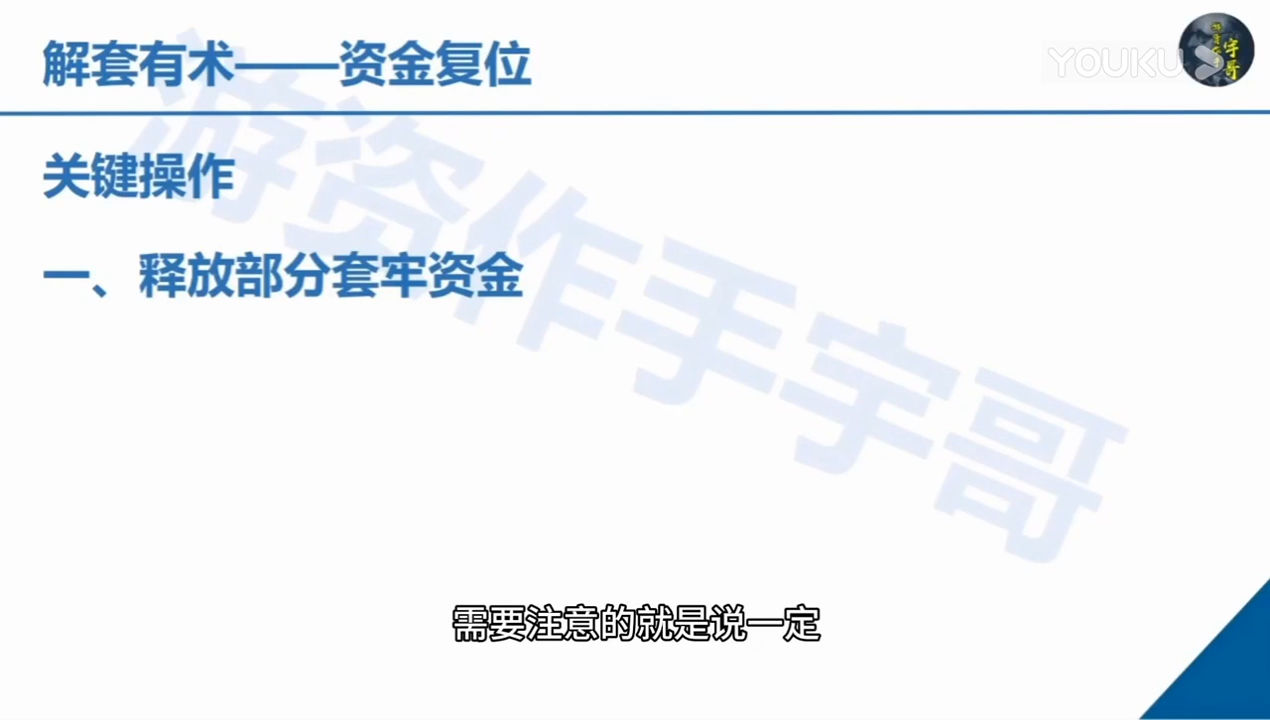 解套有术——资金复位
YOUKU
宇哥
关键操作
一、释放部分套牢资金
游资作手宇哥
需要注意的就是说一定